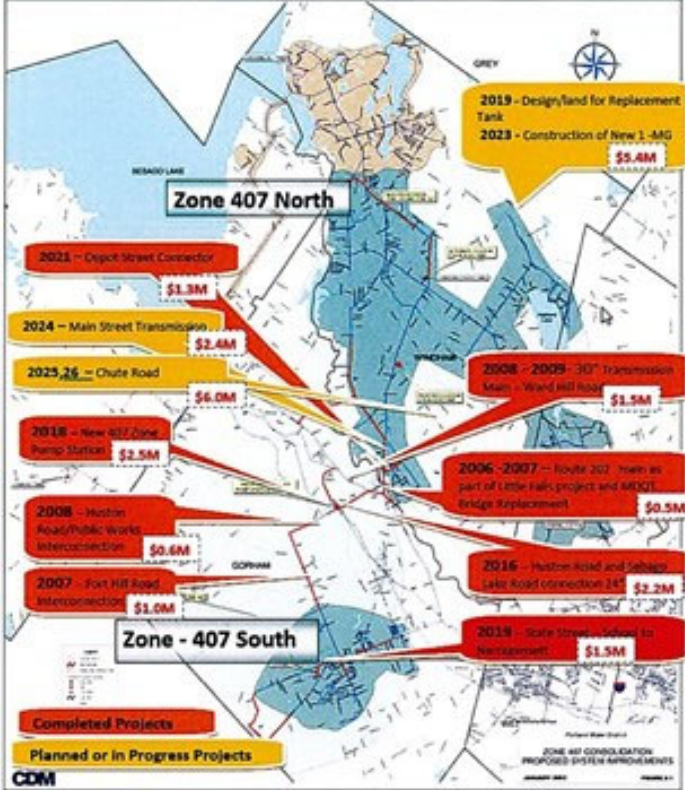 N
GREY
2019 - Design/land for Replacement
Tank
2023 - Construction of New 1 -MG
$5.4M
SEBAGO LAKE
Zone 407 North
2021 – Depot Street Connector
$1.3M
2024 – Main Street Transmission
$2.4M
2025,26 – Chute Road
$6.0M
WINDHAM
2008 - 2009 - 30" Transmission
Main – Ward Hill Road
$1.5M
2018 – New 407 Zone
Pump Station
$2.5M
2006 -2007 – Route 202 main as
part of Little Falls project and MDOT
Bridge Replacement
$0.5M
2008 – Huston
Road/Public Works
Interconnection
$0.6M
GORHAM
2016 – Huston Road and Sebago
Lake Road connection 24"
$2.2M
2007 – Fort Hill Road
Interconnection
$1.0M
Zone - 407 South
2019 – State Street – School to
$1.5M
Completed Projects
Planned or in Progress Projects
Portland Water District
ZONE 407 CONSOLIDATION
PROPOSED SYSTEM IMPROVEMENTS
CDM